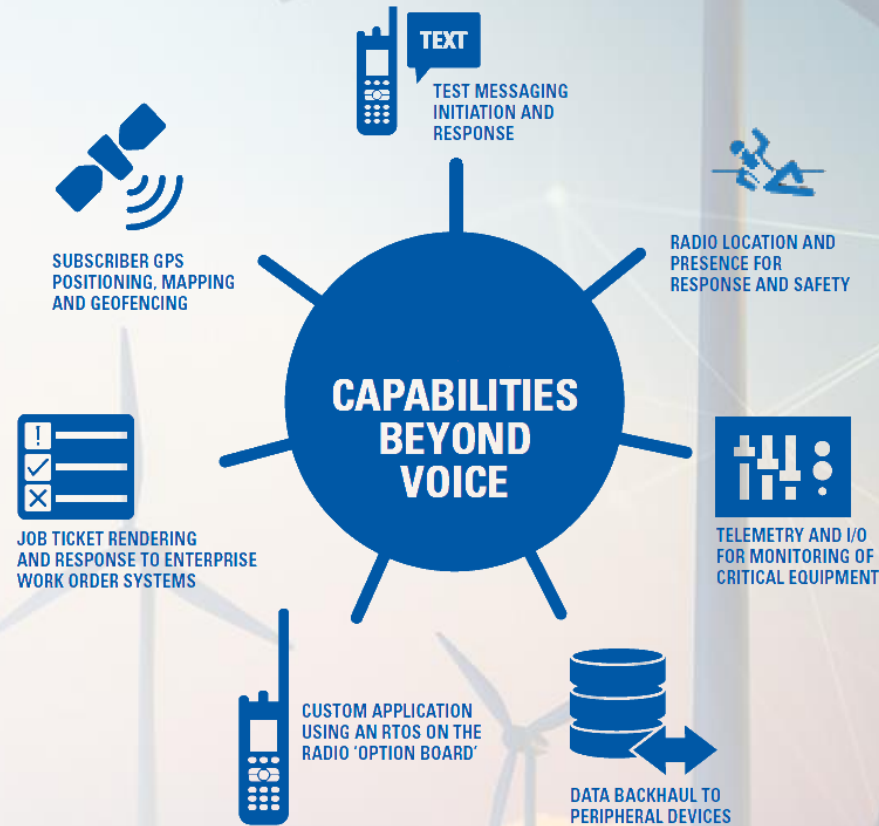 TEXT
TEST MESSAGING
INITIATION AND
RESPONSE
RADIO LOCATION AND
PRESENCE FOR
RESPONSE AND SAFETY
SUBSCRIBER GPS
POSITIONING, MAPPING
AND GEOFENCING
CAPABILITIES
BEYOND
VOICE
TELEMETRY AND I/O
FOR MONITORING OF
CRITICAL EQUIPMENT
JOB TICKET RENDERING
AND RESPONSE TO ENTERPRISE
WORK ORDER SYSTEMS
CUSTOM APPLICATION
USING AN RTOS ON THE
RADIO ‘OPTION BOARD’
DATA BACKHAUL TO
PERIPHERAL DEVICES